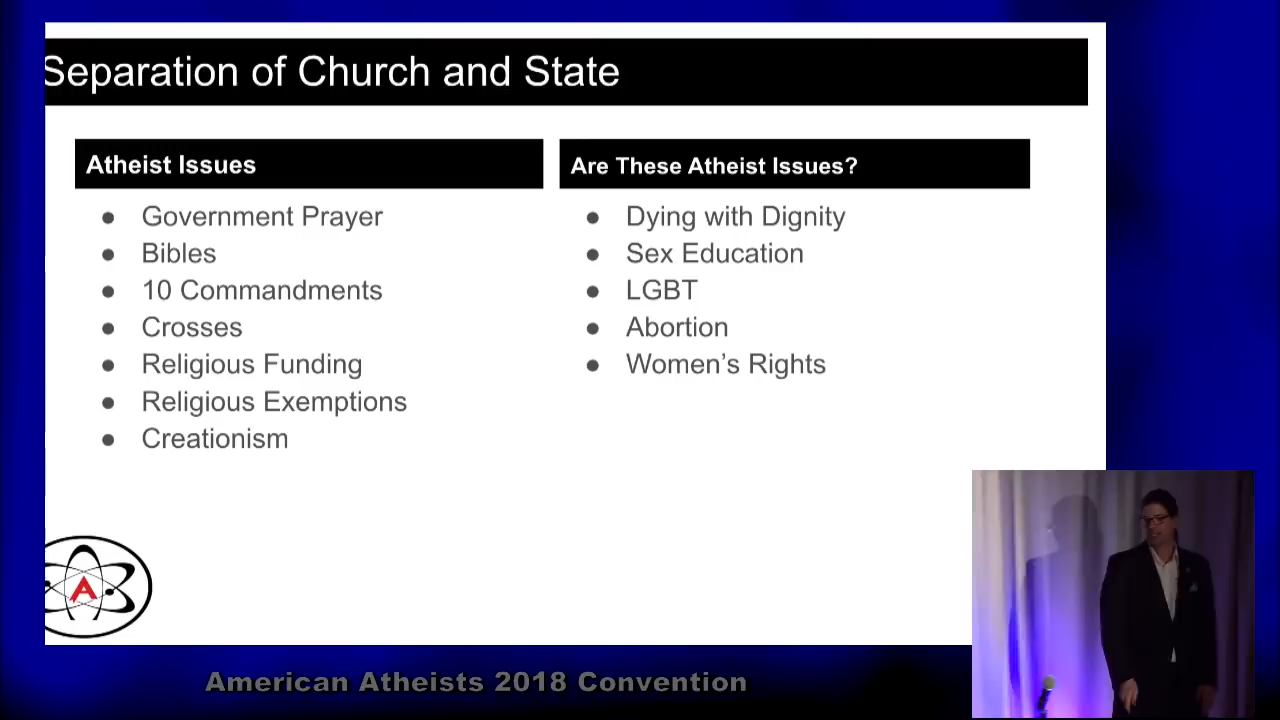 Separation of Church and State
Atheist Issues
Government Prayer
Bibles
10 Commandments
Crosses
Religious Funding
Religious Exemptions
Creationism
Are These Atheist Issues?
Dying with Dignity
Sex Education
LGBT
Abortion
Women’s Rights
A
American Atheists 2018 Convention